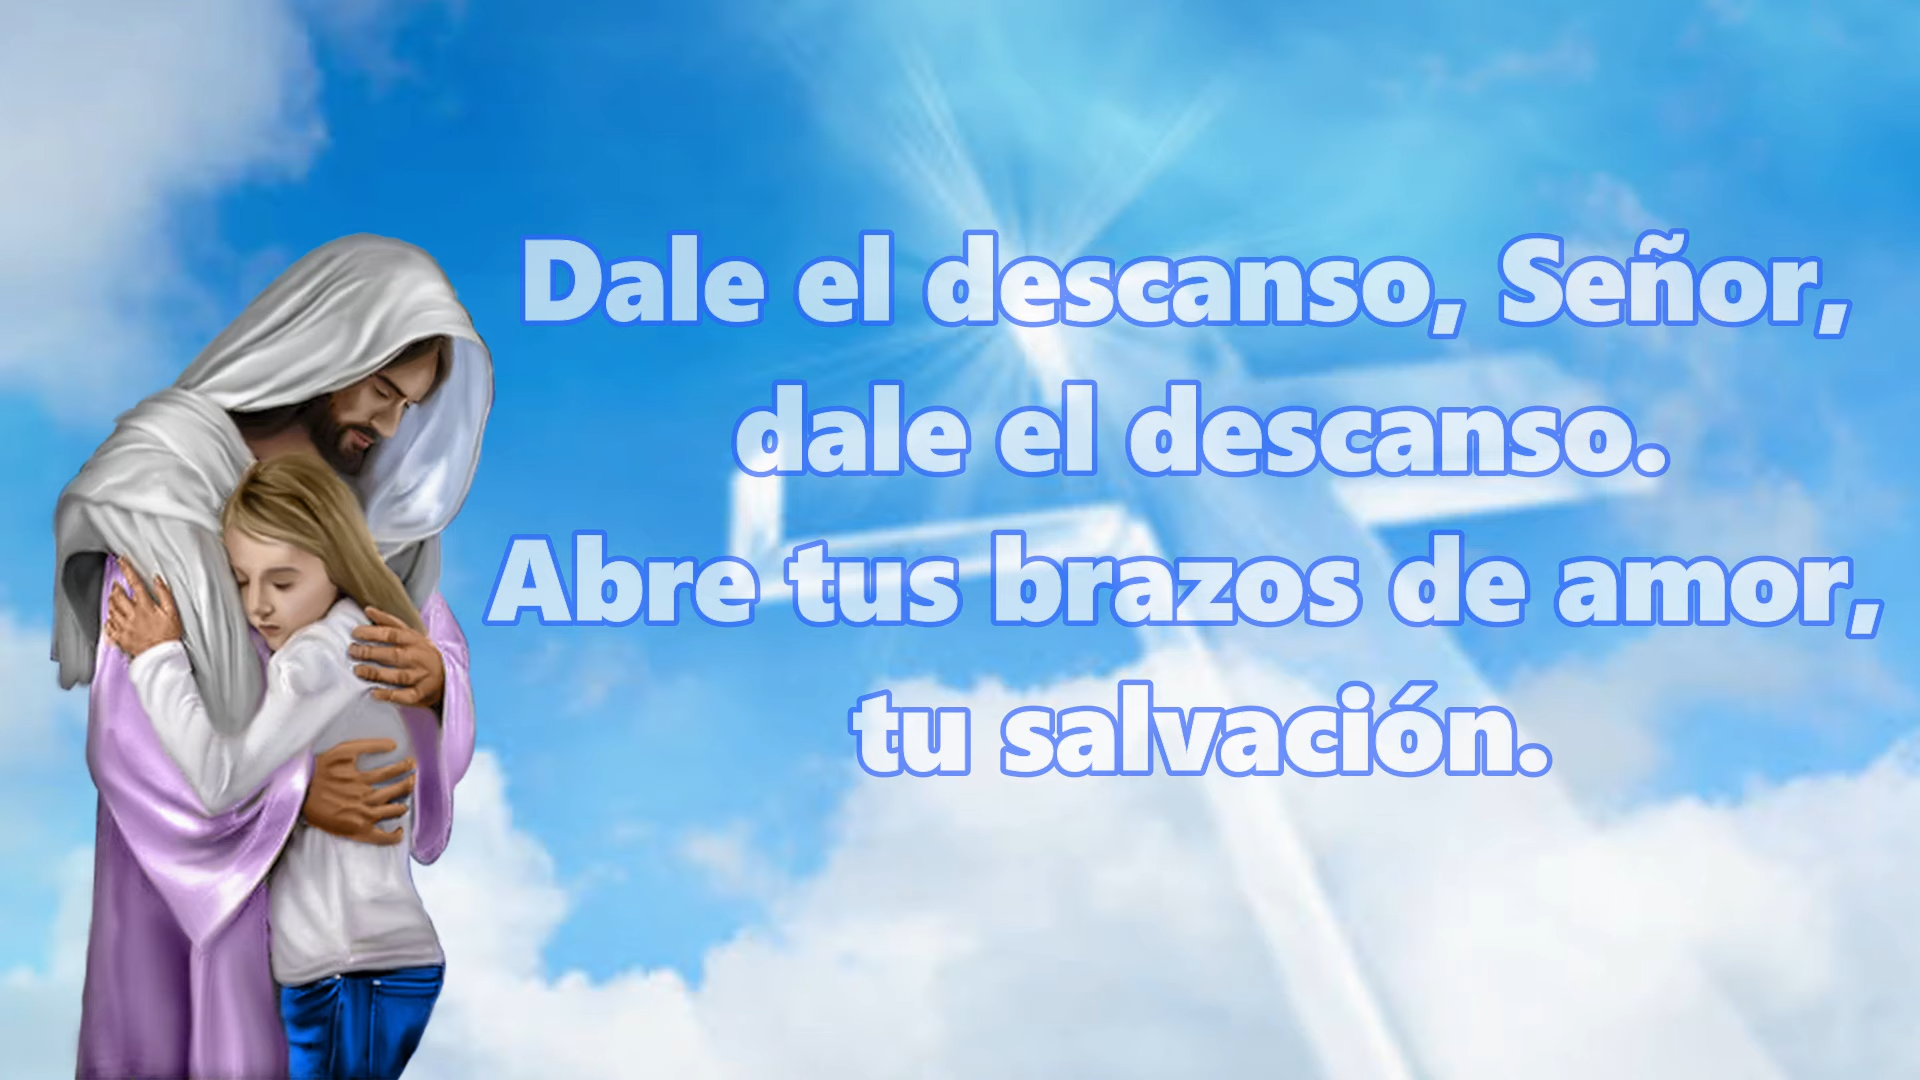 Dale el descanso, Señor,
dale el descanso.
Abre tus brazos de amor,
tu salvación.